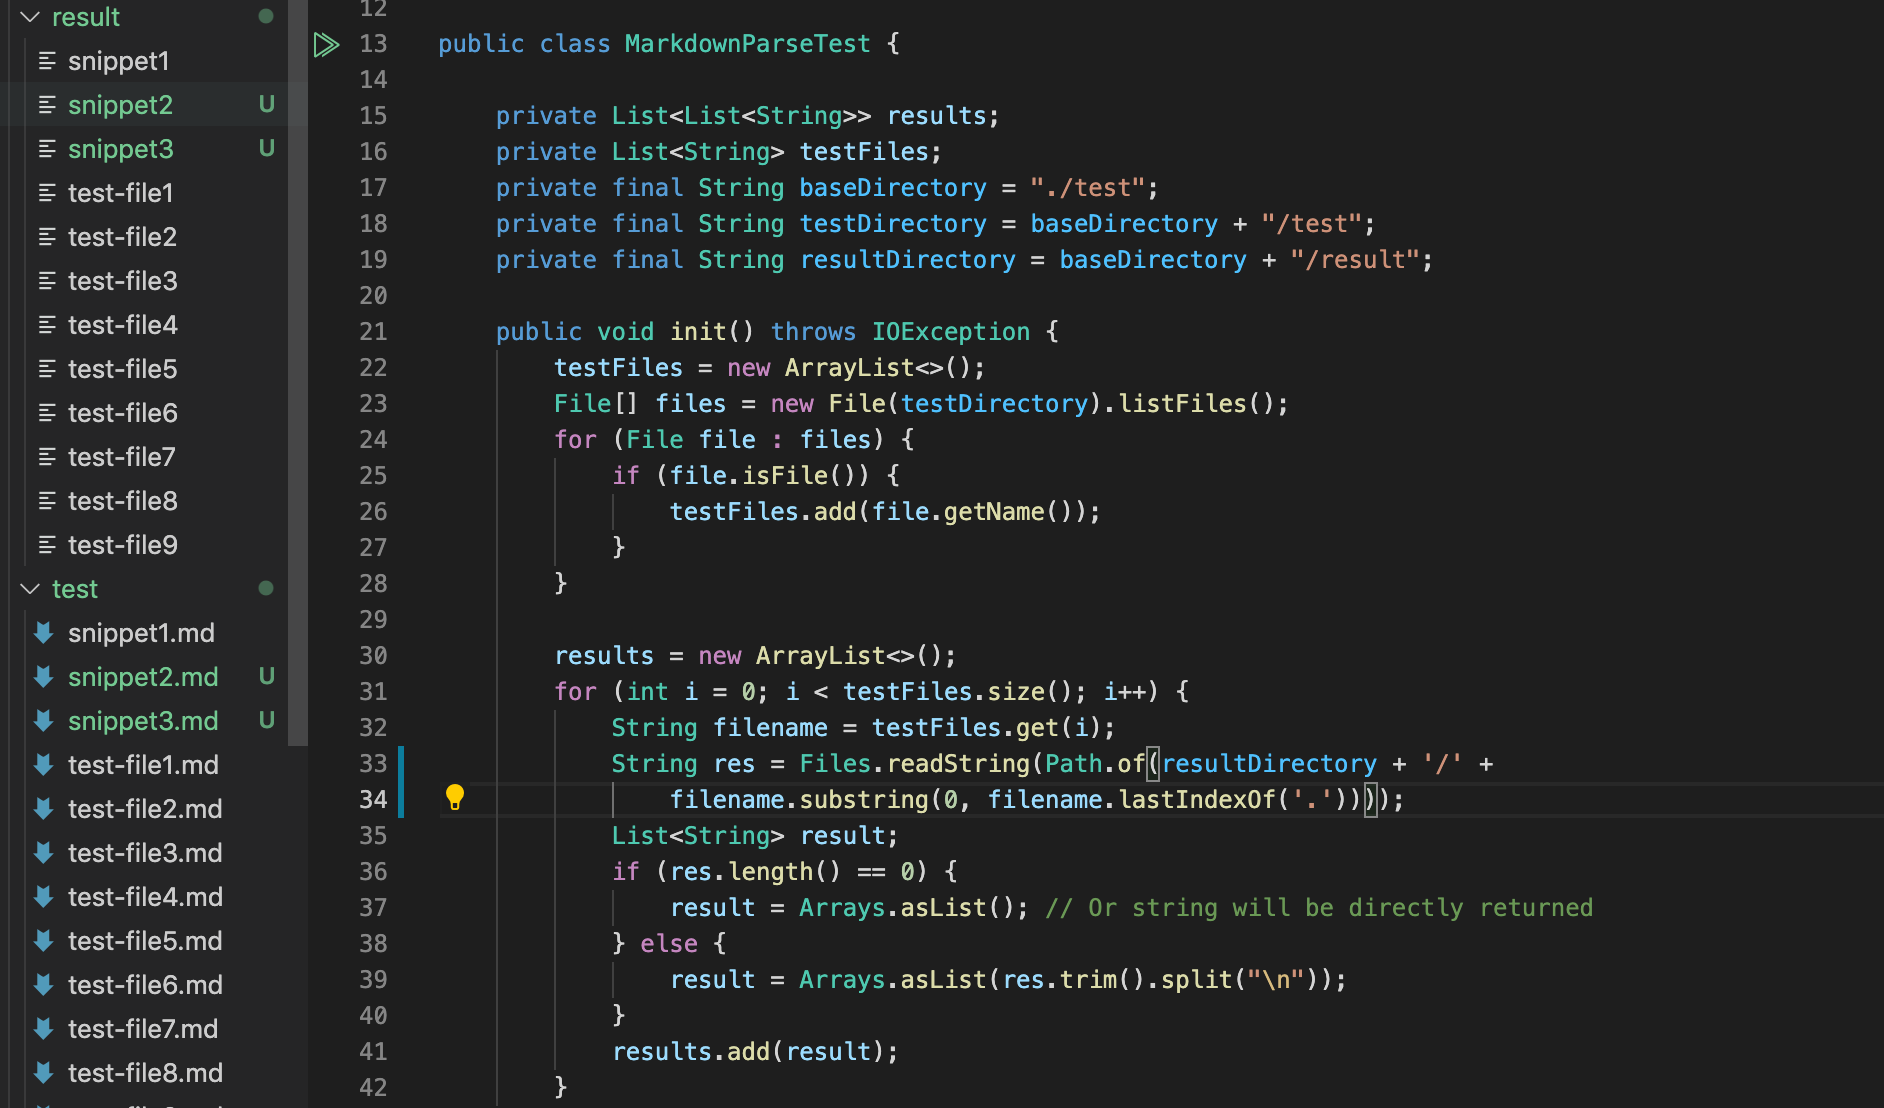 result
snippet1
snippet2 U
snippet3 U
test-file1
test-file2
test-file3
test-file4
test-file5
test-file6
test-file7
test-file8
test-file9
test
snippet1.md
snippet2.md U
snippet3.md U
test-file1.md
test-file2.md
test-file3.md
test-file4.md
test-file5.md
test-file6.md
test-file7.md
test-file8.md
12
13 public class MarkdownParseTest {
14
15 private List<List<String>> results;
16 private List<String> testFiles;
17 private final String baseDirectory = "./test";
18 private final String testDirectory = baseDirectory + "/test";
19 private final String resultDirectory = baseDirectory + "/result";
20
21 public void init() throws IOException {
22 testFiles = new ArrayList<>();
23 File[] files = new File(testDirectory).listFiles();
24 for (File file : files) {
25 if (file.isFile()) {
26 testFiles.add(file.getName());
27 }
28 }
29
30 results = new ArrayList<>();
31 for (int i = 0; i < testFiles.size(); i++) {
32 String filename = testFiles.get(i);
33 String res = Files.readString(Path.of(resultDirectory + '/' +
34 filename.substring(0, filename.lastIndexOf('.'))));
35 List<String> result;
36 if (res.length() == 0) {
37 result = Arrays.asList(); // Or string will be directly returned
38 } else {
39 result = Arrays.asList(res.trim().split("\n"));
40 }
41 results.add(result);
42 }